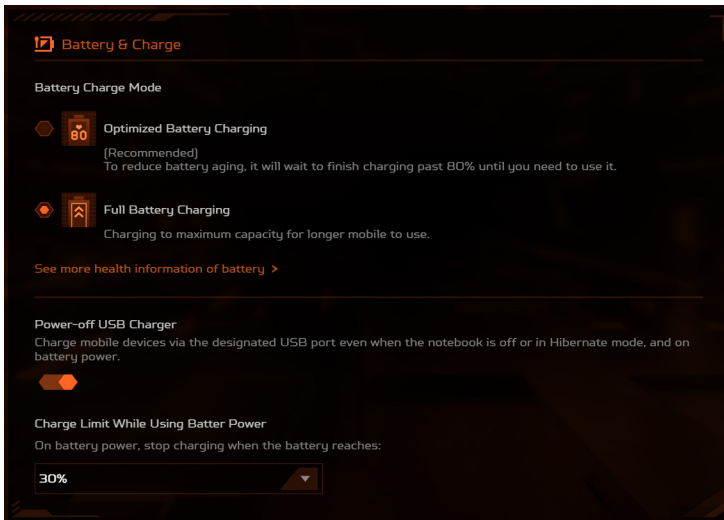 Battery & Charge
Battery Charge Mode
80
Optimized Battery Charging
[Recommended]
To reduce battery aging, it will wait to finish charging past 80% until you need to use it.
Full Battery Charging
Charging to maximum capacity for longer mobile to use.
See more health information of battery >
Power-off USB Charger
Charge mobile devices via the designated USB port even when the notebook is off or in Hibernate mode, and on
battery power.
Charge Limit While Using Batter Power
On battery power, stop charging when the battery reaches:
30%